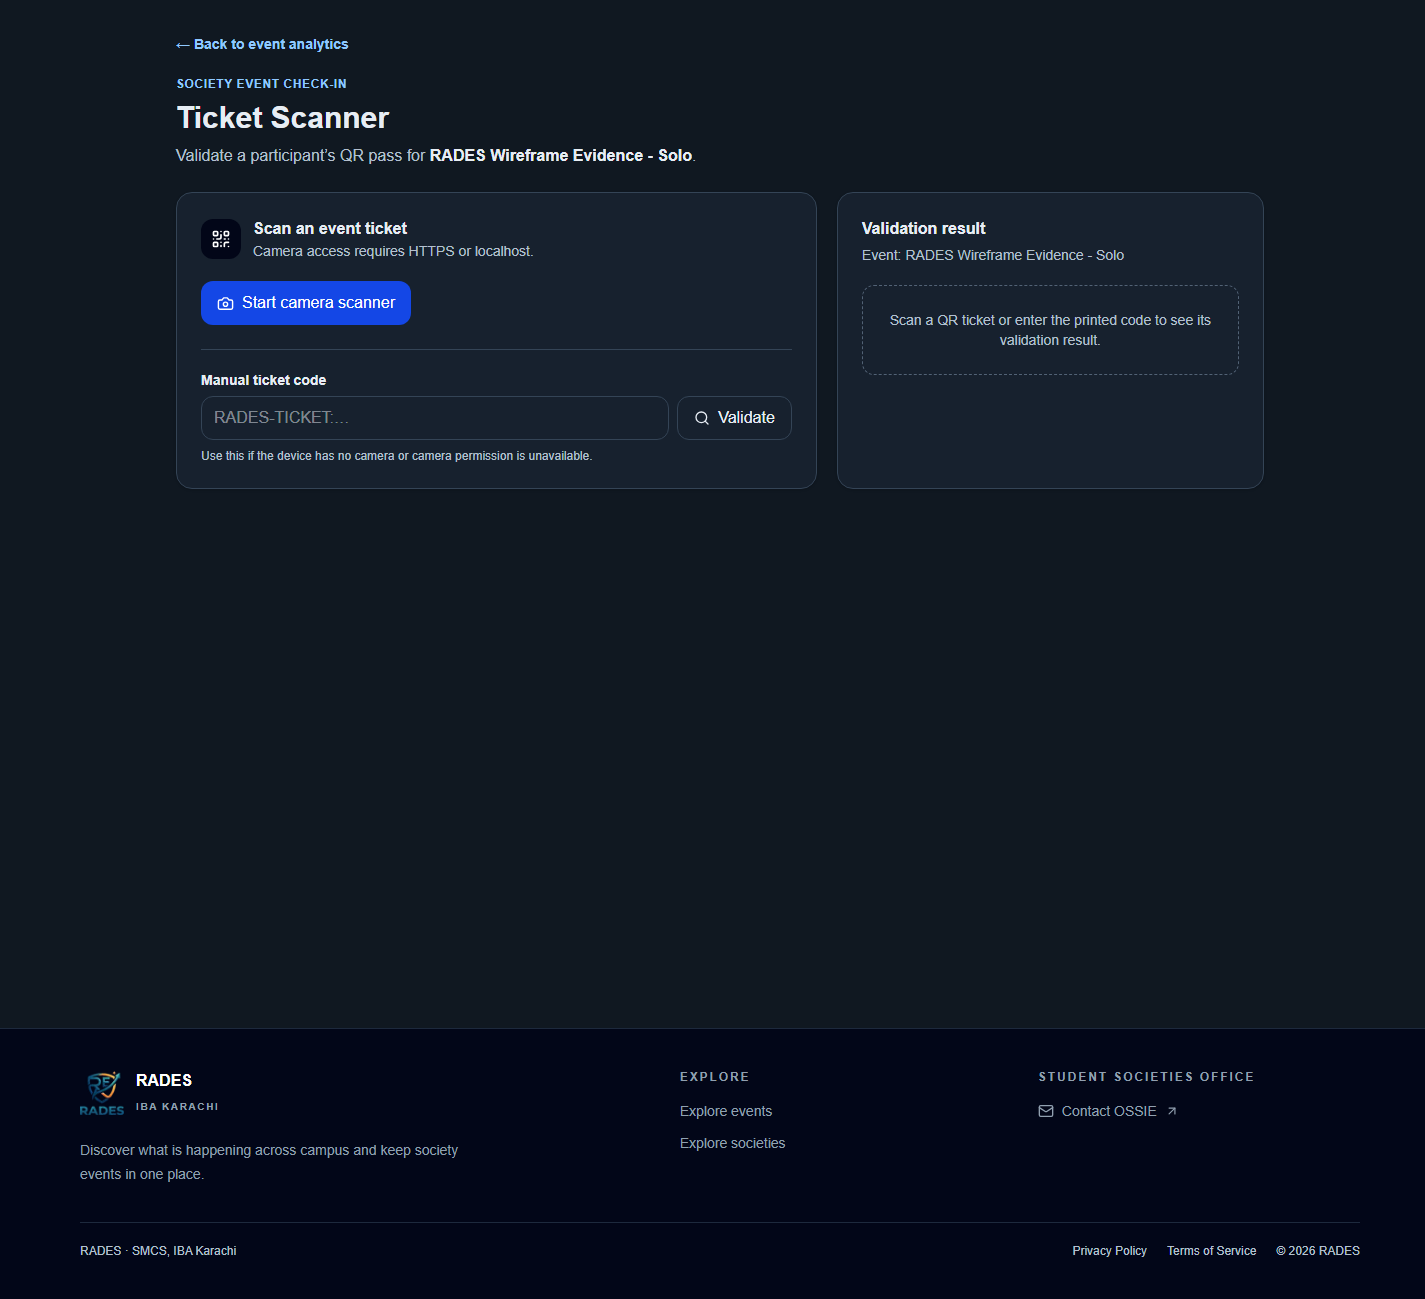 ← Back to event analytics
SOCIETY EVENT CHECK-IN
Ticket Scanner
Validate a participant's QR pass for RADES Wireframe Evidence - Solo.
Scan an event ticket
Camera access requires HTTPS or localhost.
Start camera scanner
Manual ticket code
RADES-TICKET:...
Validate
Use this if the device has no camera or camera permission is unavailable.
Validation result
Event: RADES Wireframe Evidence - Solo
Scan a QR ticket or enter the printed code to see its
validation result.
RADES
RADES
IBA KARACHI
Discover what is happening across campus and keep society
events in one place.
EXPLORE
Explore events
Explore societies
STUDENT SOCIETIES OFFICE
Contact OSSIE
RADES · SMCS, IBA Karachi
Privacy Policy
Terms of Service
© 2026 RADES